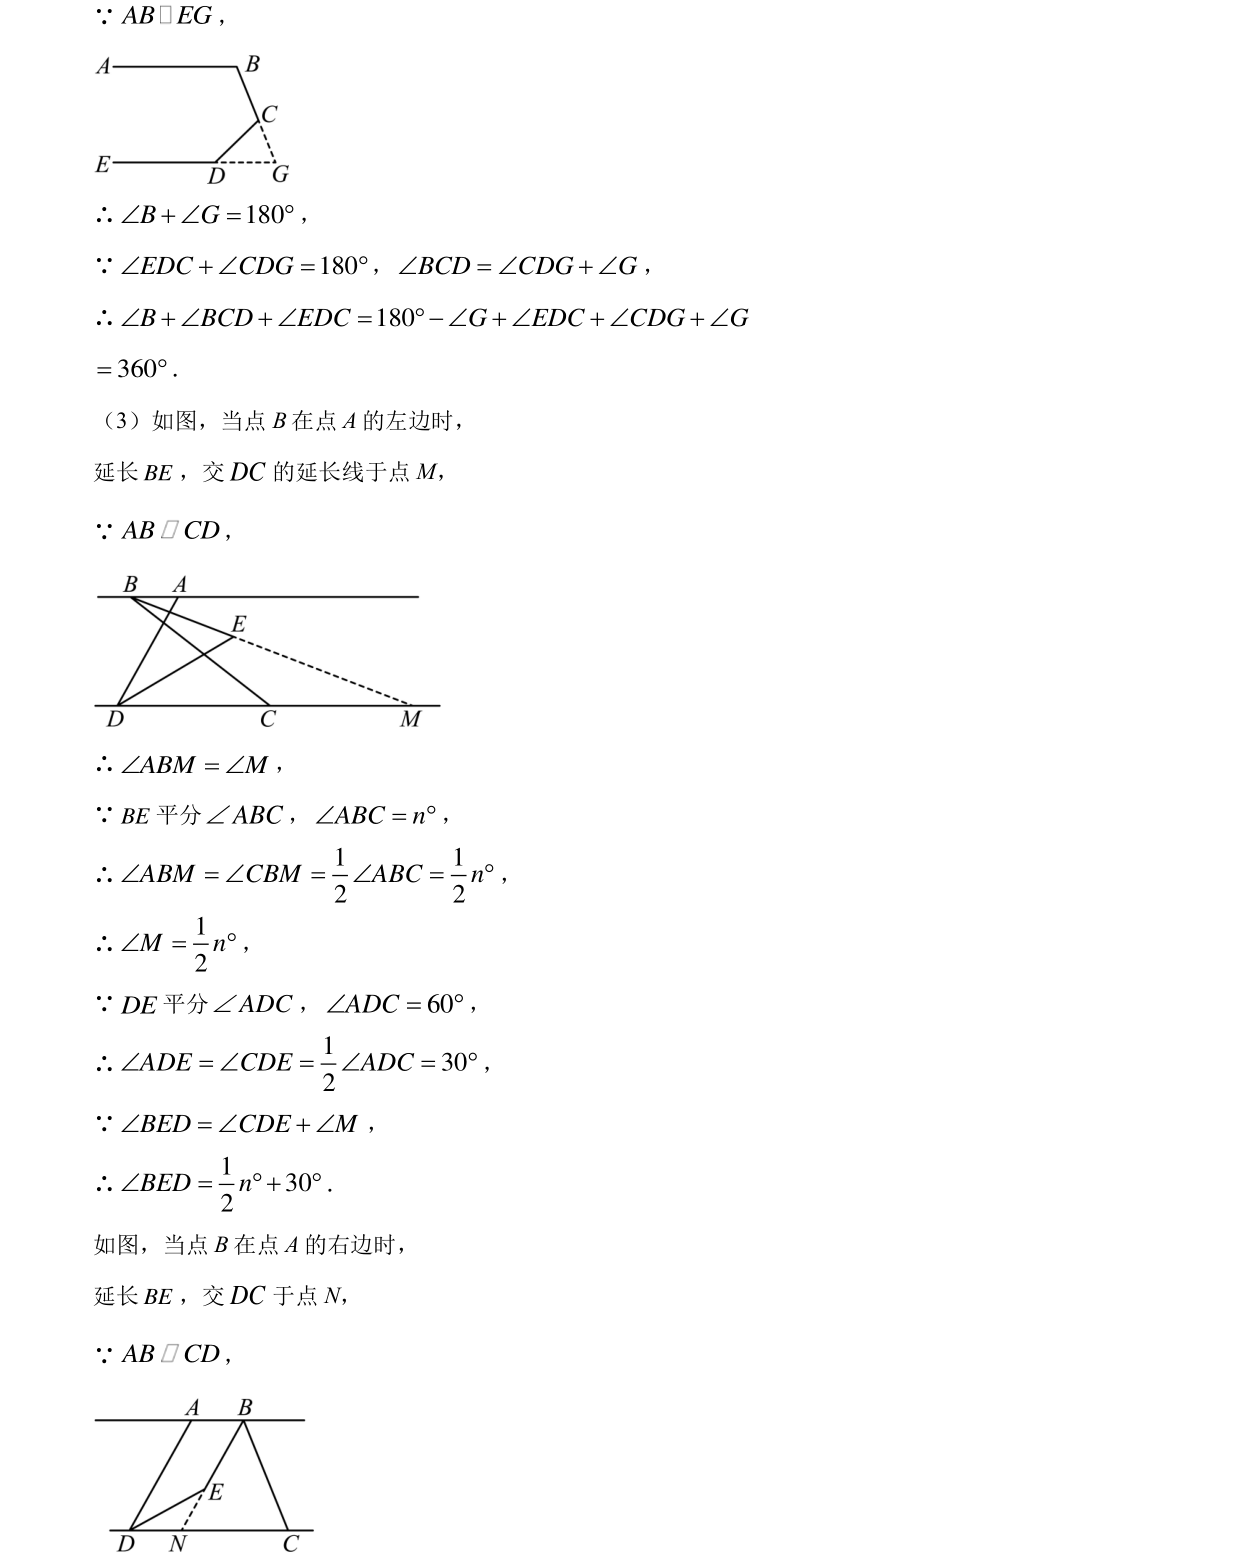 ∵ AB□EG，
A B
C
E D G
∴ ∠B+∠G=180°，
∵ ∠EDC+∠CDG=180°，∠BCD=∠CDG+∠G，
∴ ∠B+∠BCD+∠EDC=180°−∠G+∠EDC+∠CDG+∠G
=360°．
（3）如图，当点 B 在点 A 的左边时，
延长 BE，交 DC 的延长线于点 M，
∵ AB□CD，
B A
E
D C M
∴ ∠ABM=∠M，
∵ BE 平分∠ABC，∠ABC=n°，
∴ ∠ABM=∠CBM=1/2∠ABC=1/2n°，
∴ ∠M=1/2n°，
∵ DE 平分∠ADC，∠ADC=60°，
∴ ∠ADE=∠CDE=1/2∠ADC=30°，
∵ ∠BED=∠CDE+∠M，
∴ ∠BED=1/2n°+30°．
如图，当点 B 在点 A 的右边时，
延长 BE，交 DC 于点 N，
∵ AB□CD，
A B
E
D N C